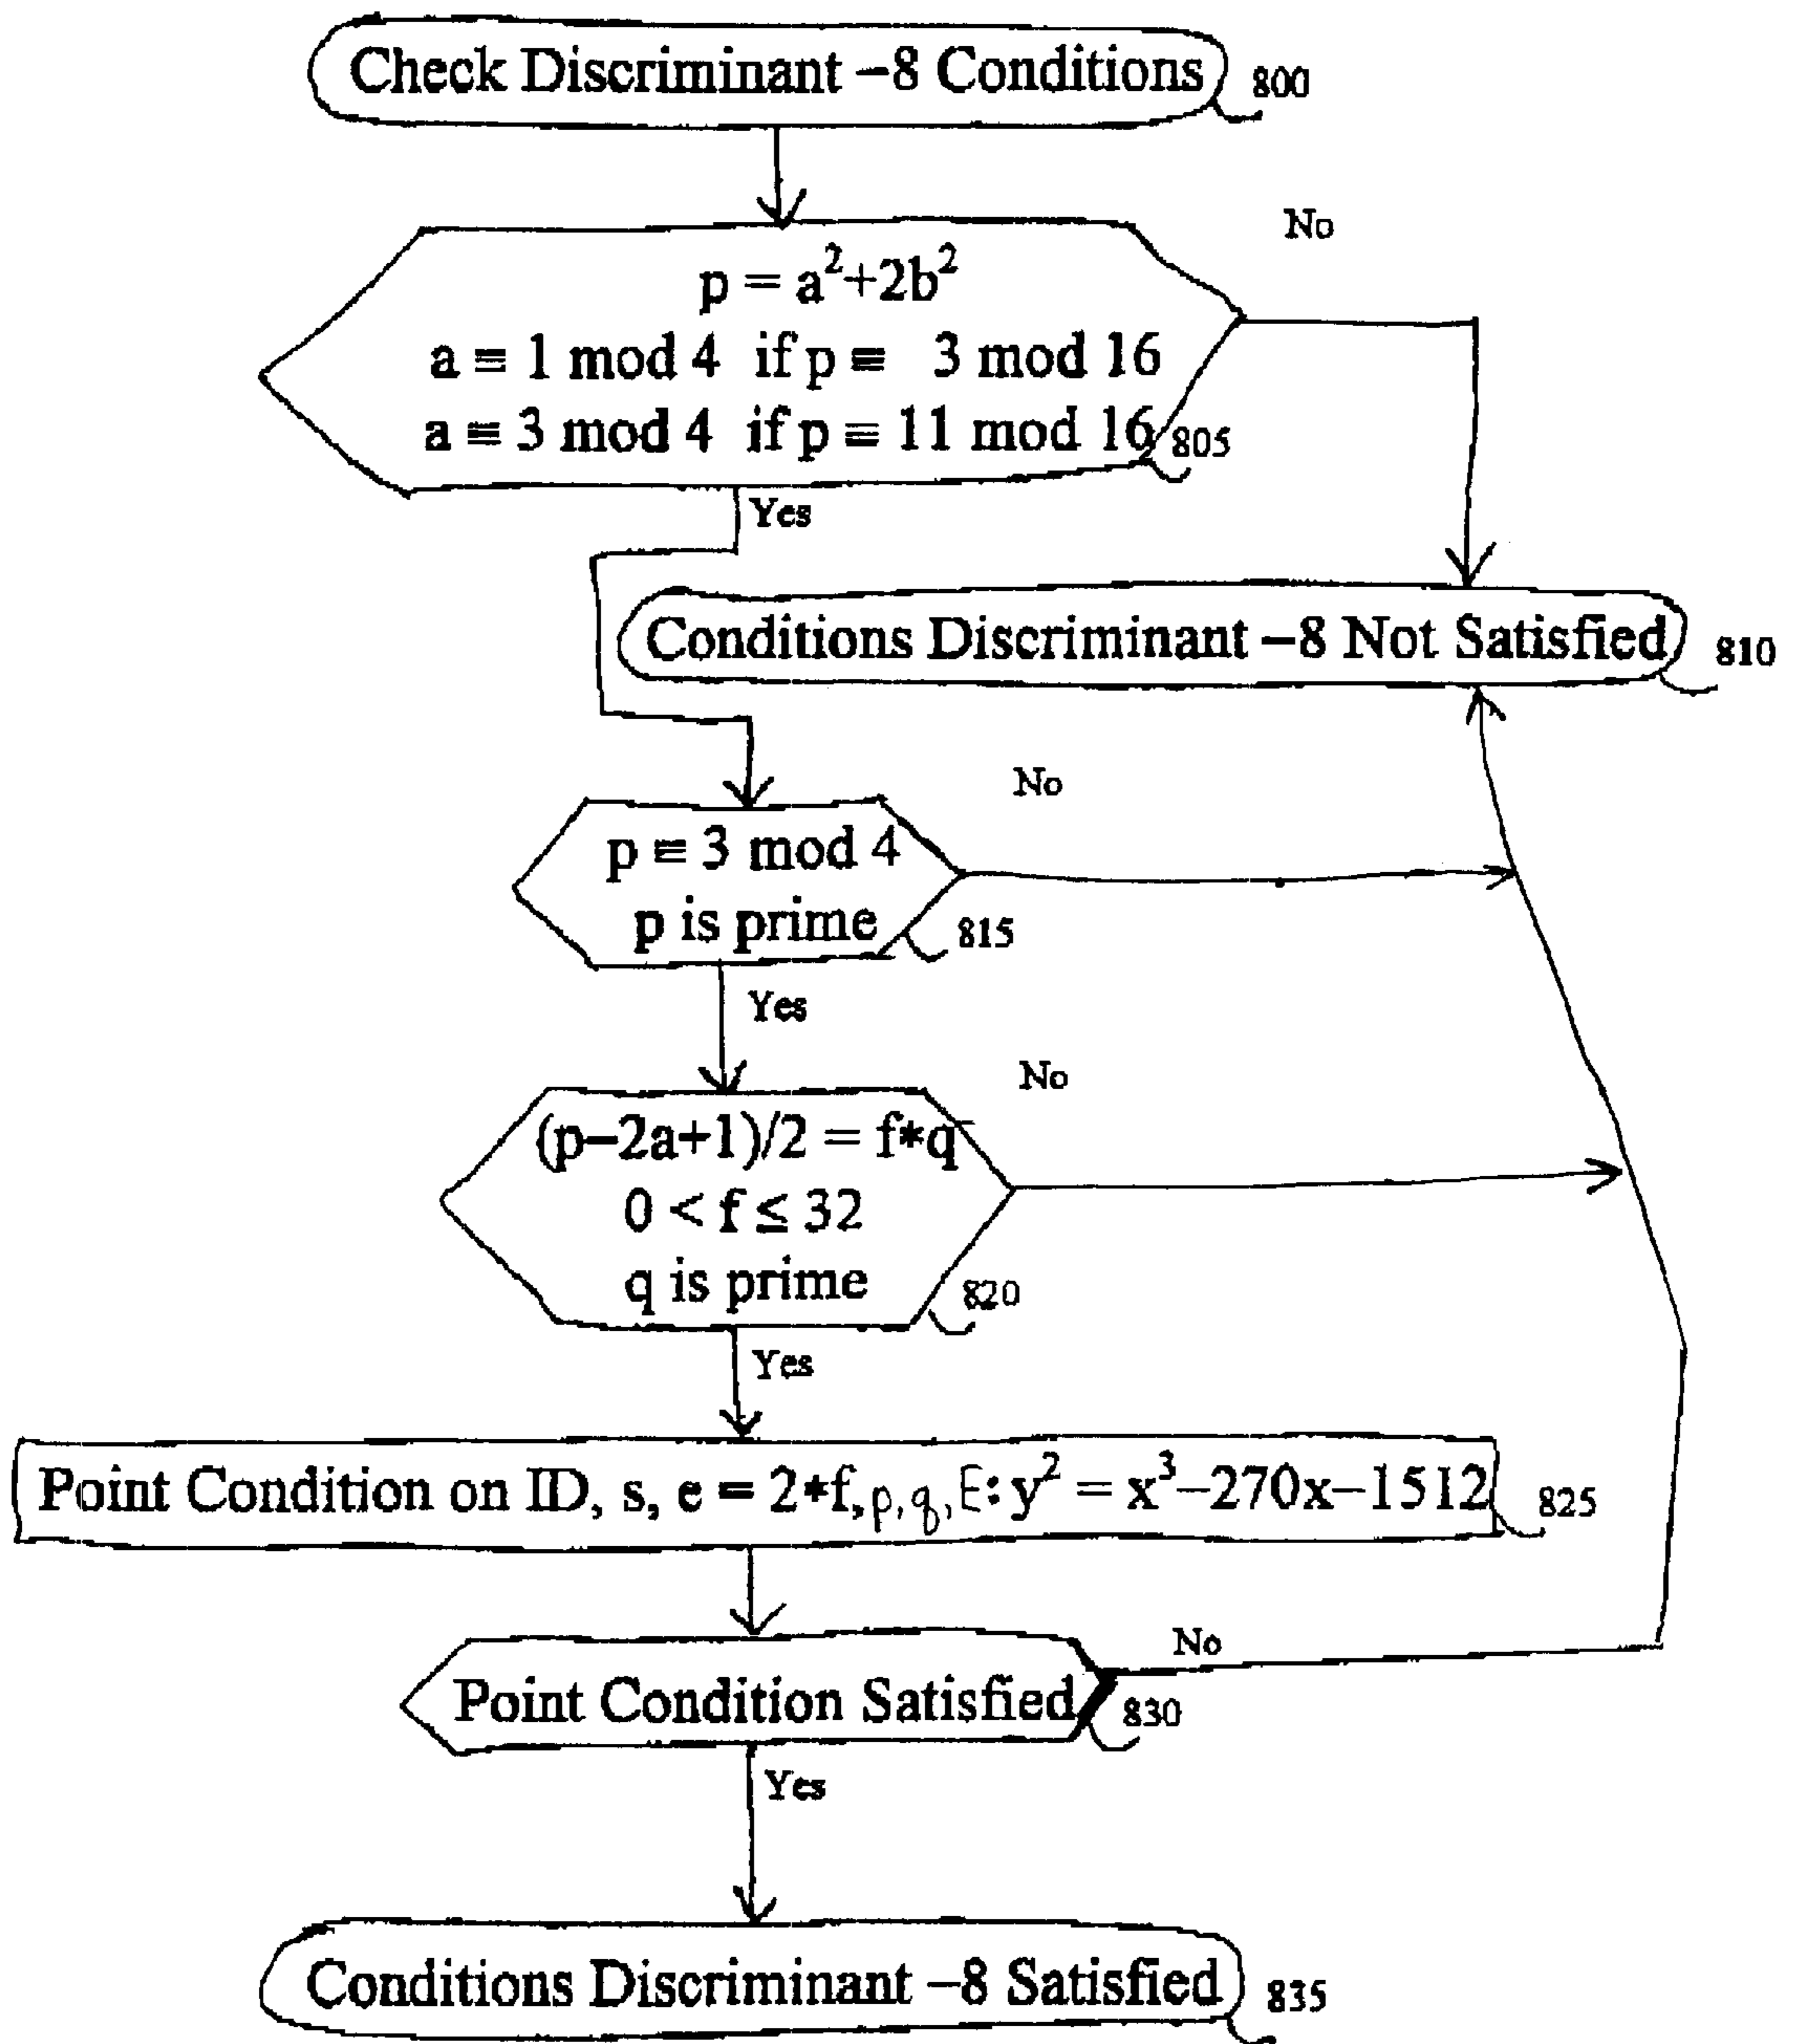 Check Discriminant –8 Conditions 800
No
p = a²+2b²
a ≡ 1 mod 4 if p ≡ 3 mod 16
a ≡ 3 mod 4 if p ≡ 11 mod 16 805
Yes
Conditions Discriminant –8 Not Satisfied 810
No
p ≡ 3 mod 4
p is prime 815
Yes
No
(p–2a+1)/2 = f*q
0 < f ≤ 32
q is prime 820
Yes
Point Condition on ID, s, e = 2*f, p, q, E: y² = x³–270x–1512 825
No
Point Condition Satisfied 830
Yes
Conditions Discriminant –8 Satisfied 835